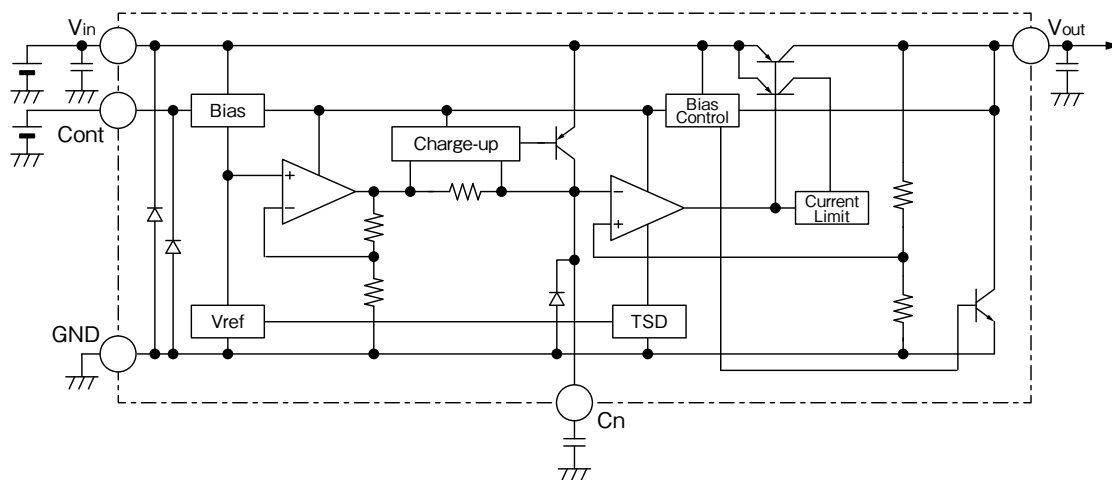 Vin
Vout
Cont
Bias
Bias
Control
Charge-up
+
−
−
+
Current
Limit
GND
Vref
TSD
Cn